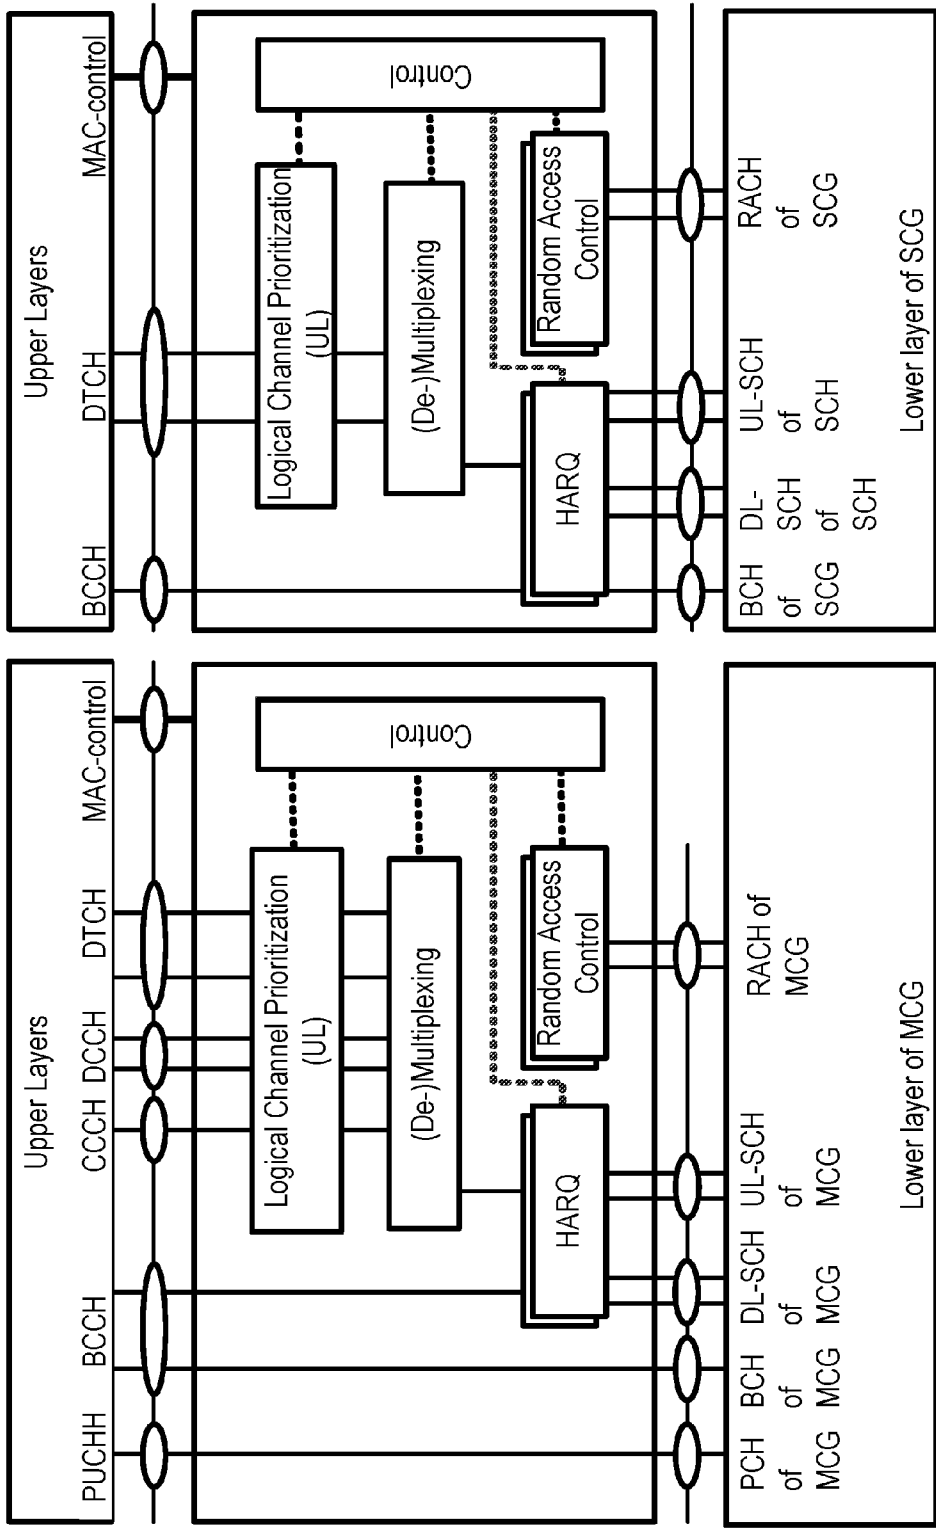 Upper Layers
PUCHH
BCCH
CCCH
DCCH
DTCH
MAC-control
Logical Channel Prioritization
(UL)
(De-)Multiplexing
HARQ
Random Access
Control
Control
PCH
of
MCG
BCH
of
MCG
DL-SCH
of
MCG
UL-SCH
of
MCG
RACH of
MCG
Lower layer of MCG
Upper Layers
BCCH
DTCH
MAC-control
Logical Channel Prioritization
(UL)
(De-)Multiplexing
HARQ
Random Access
Control
Control
BCH
of
SCG
DL-
SCH
of
SCH
UL-SCH
of
SCH
RACH
of
SCG
Lower layer of SCG